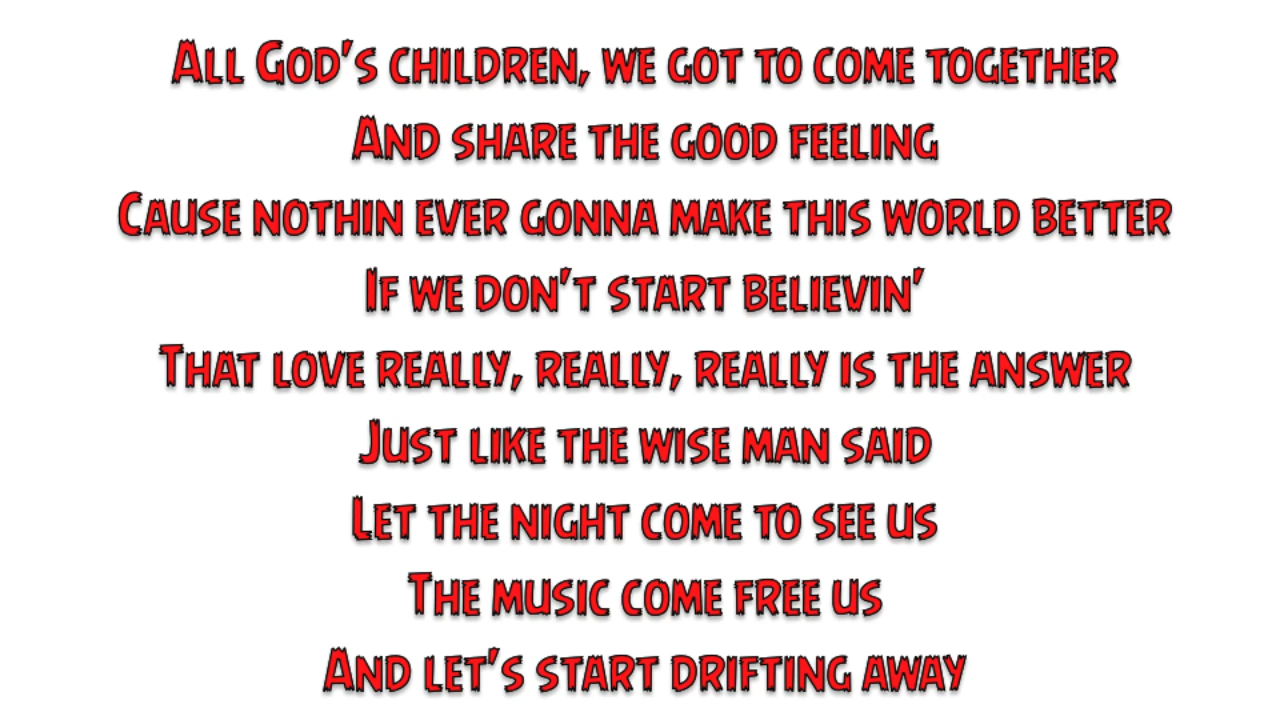 All God's children, we got to come together
And share the good feeling
Cause nothin ever gonna make this world better
If we don't start believin'
That love really, really, really is the answer
Just like the wise man said
Let the night come to see us
The music come free us
And let's start drifting away